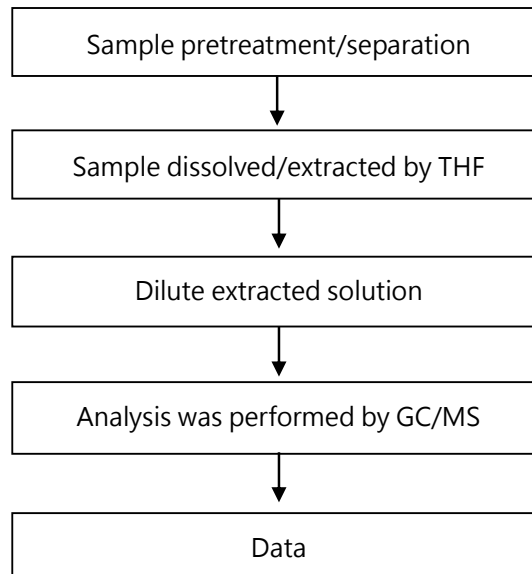 Sample pretreatment/separation
Sample dissolved/extracted by THF
Dilute extracted solution
Analysis was performed by GC/MS
Data